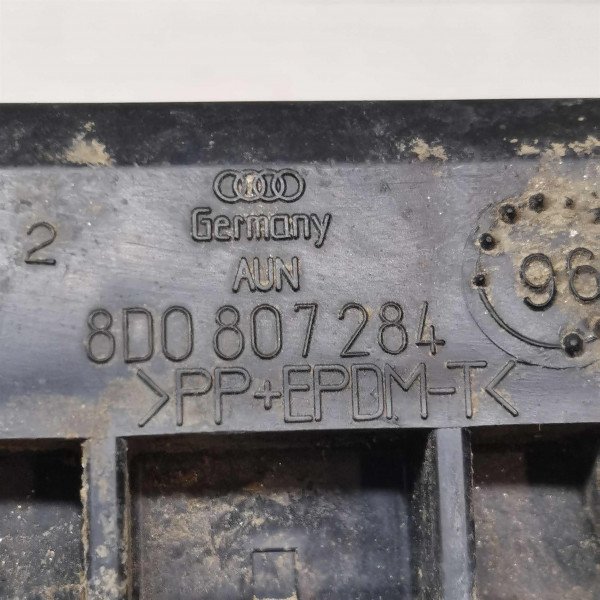 Germany
2
AUN
96
8D0 807 284
>PP+EPDM-T<